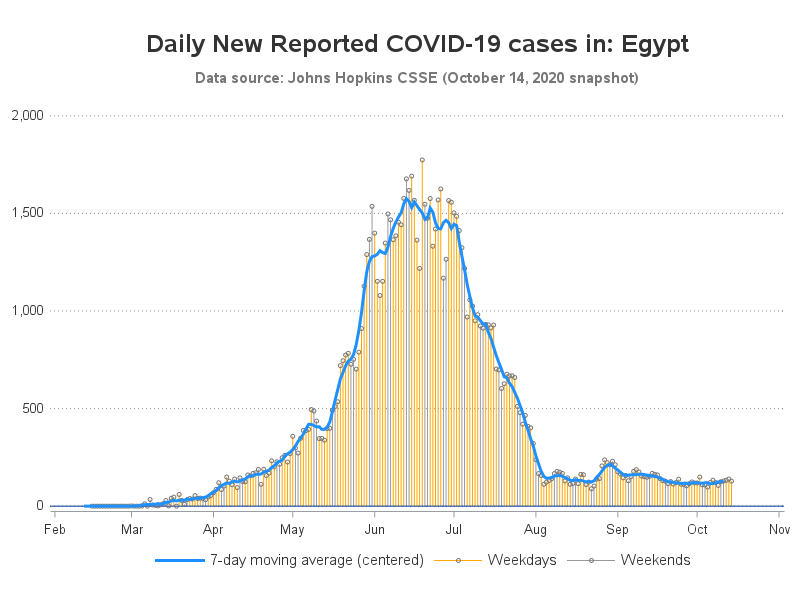 Daily New Reported COVID-19 cases in: Egypt
Data source: Johns Hopkins CSSE (October 14, 2020 snapshot)
2,000
1,500
1,000
500
0
Feb Mar Apr May Jun Jul Aug Sep Oct Nov
7-day moving average (centered) Weekdays Weekends